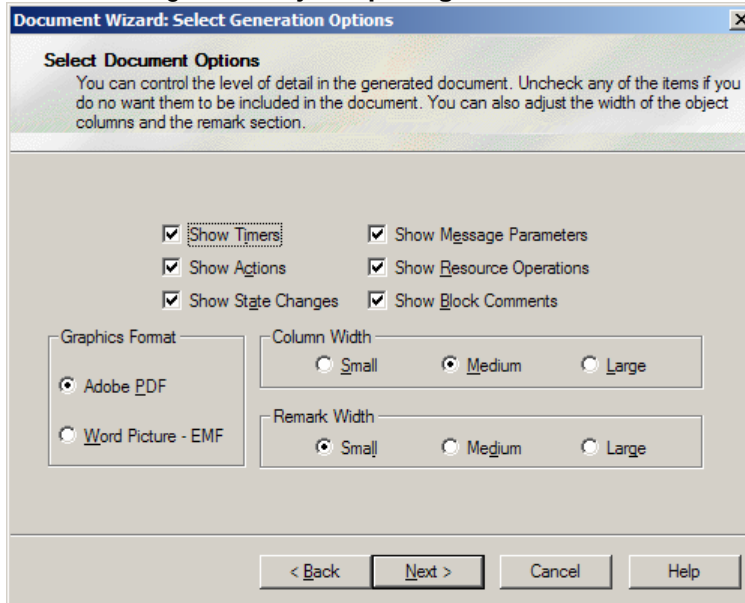 Document Wizard: Select Generation Options
Select Document Options
You can control the level of detail in the generated document. Uncheck any of the items if you
do no want them to be included in the document. You can also adjust the width of the object
columns and the remark section.
Show Timers Show Message Parameters
Show Actions Show Resource Operations
Show State Changes Show Block Comments
Graphics Format Column Width
Small Medium Large
Adobe PDF
Remark Width
Word Picture - EMF Small Medium Large
< Back Next > Cancel Help